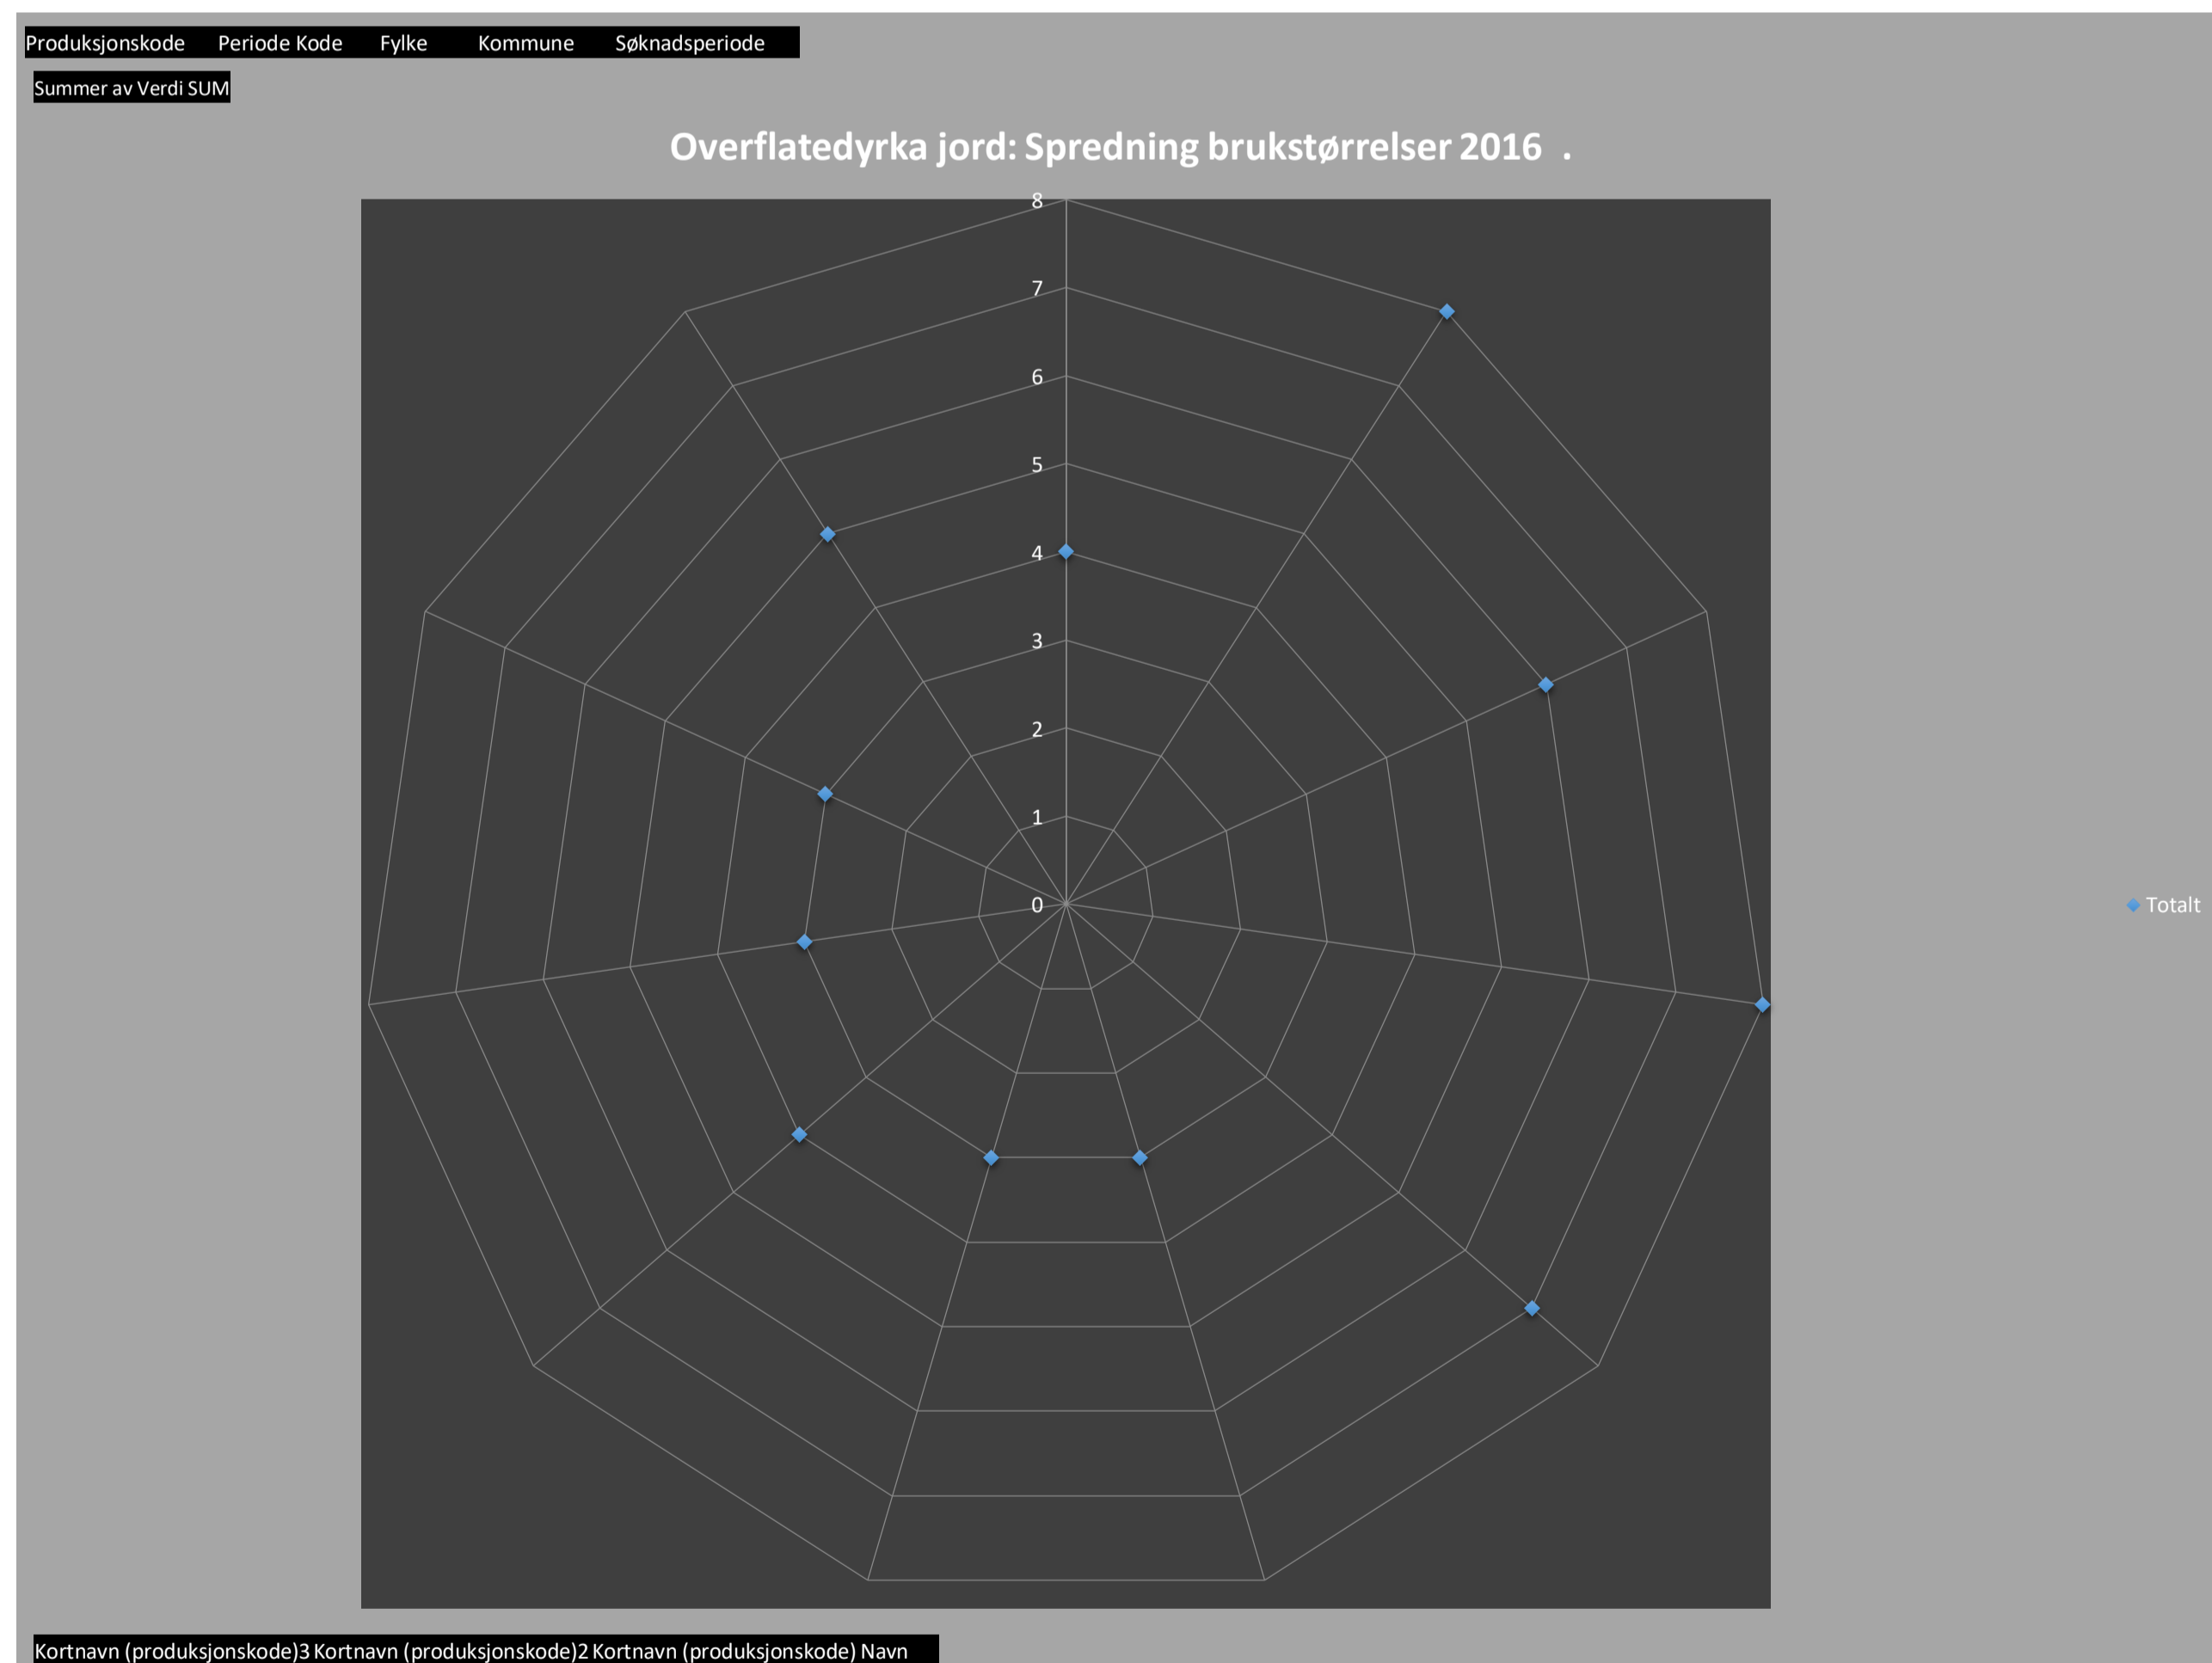 Produksjonskode Periode Kode Fylke Kommune Søknadsperiode
Summer av Verdi SUM
Overflatedyrka jord: Spredning brukstørrelser 2016 .
8
7
6
5
4
3
2
1
0
Totalt
Kortnavn (produksjonskode)3 Kortnavn (produksjonskode)2 Kortnavn (produksjonskode) Navn